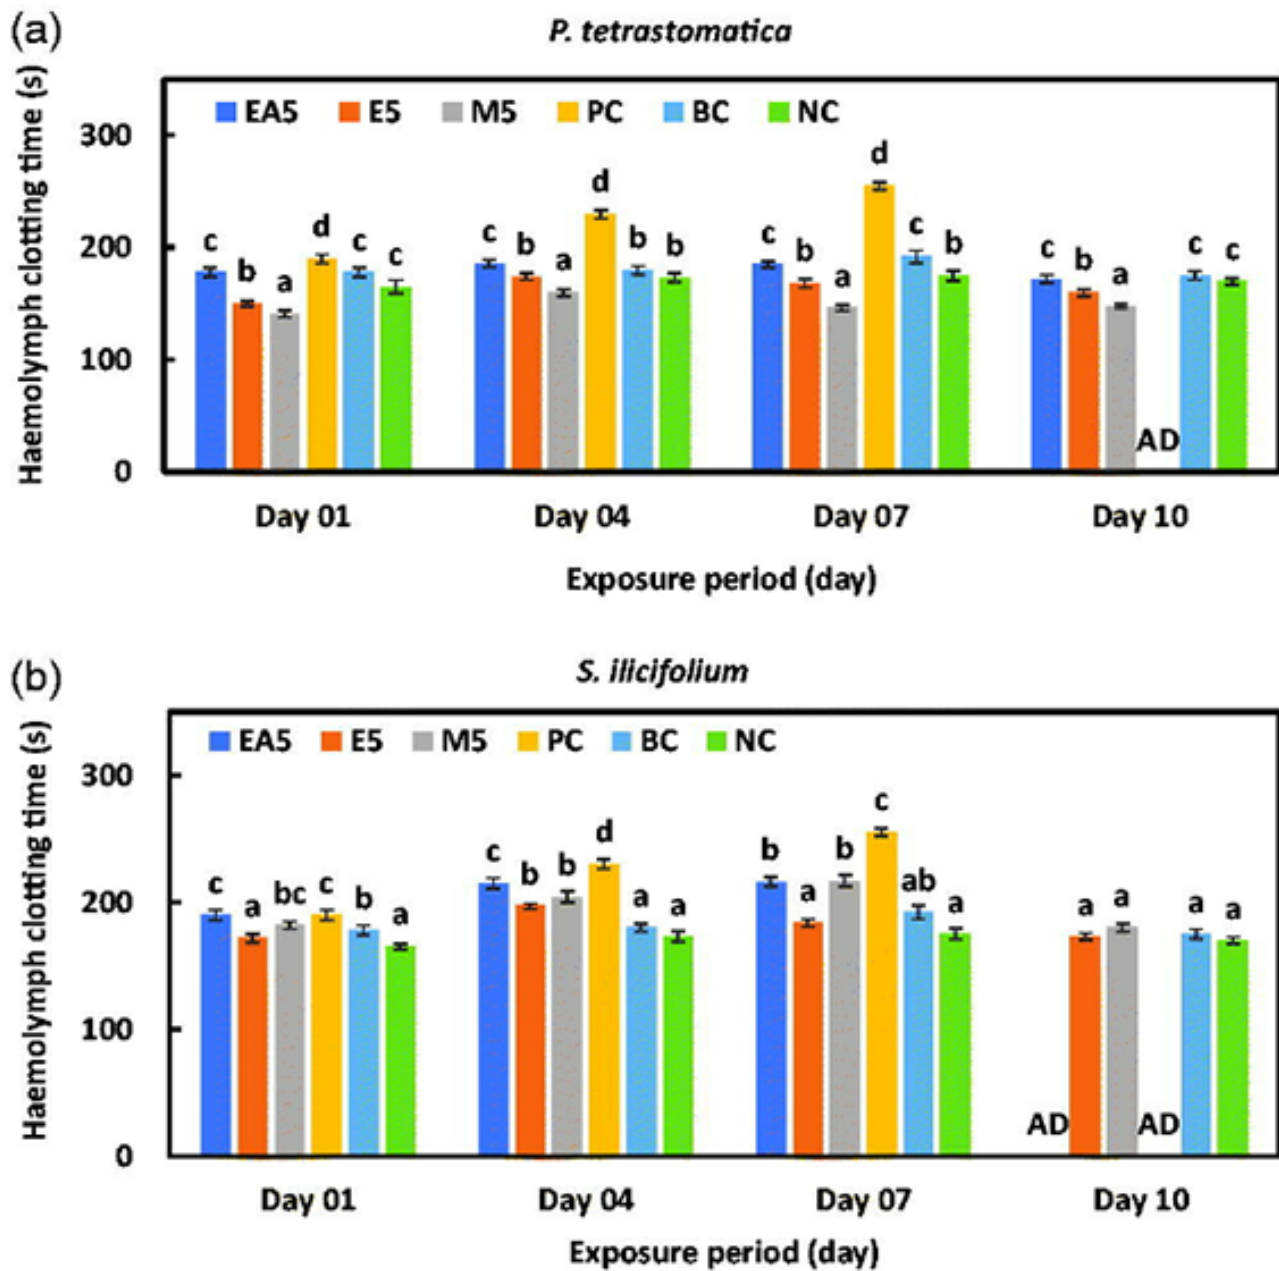 (a)
P. tetrastomatica
Haemolymph clotting time (s)
EA5 E5 M5 PC BC NC
300
200
100
0
c b a d c c
c b a d b b
c b a d c b
c b a AD c c
Day 01 Day 04 Day 07 Day 10
Exposure period (day)
(b)
S. ilicifolium
Haemolymph clottting time (s)
EA5 E5 M5 PC BC NC
300
200
100
0
c a bc c b a
c b b d a a
b a b c ab a
AD a a AD a a
Day 01 Day 04 Day 07 Day 10
Exposure period (day)